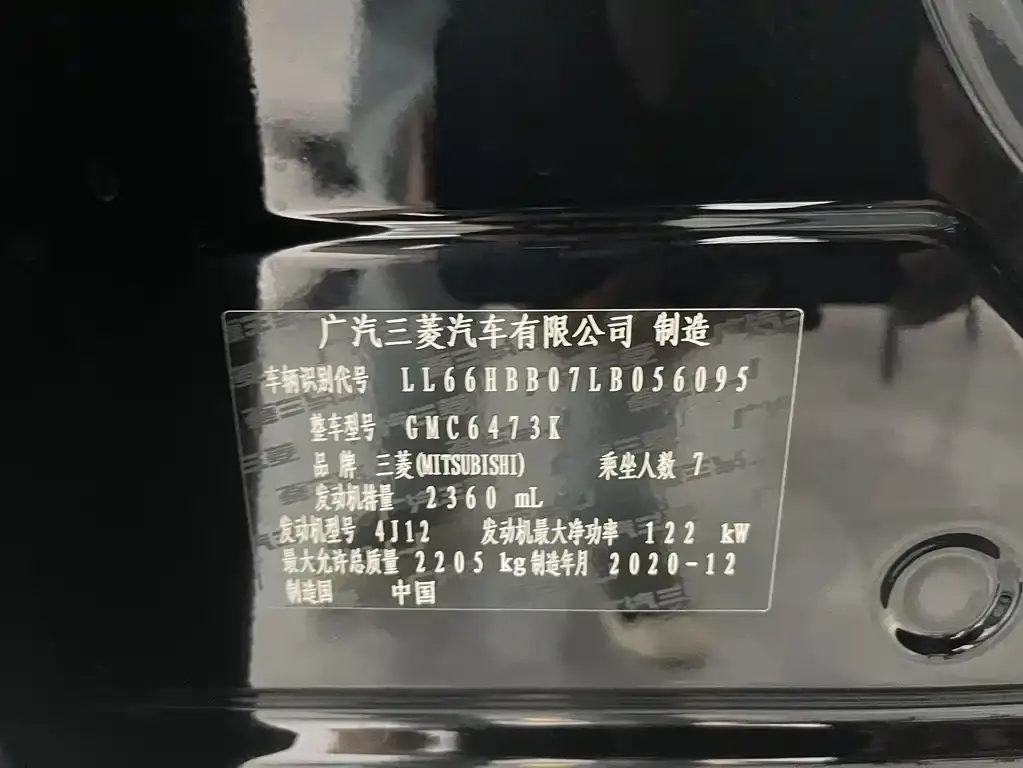 广汽三菱汽车有限公司 制造
车辆识别代号 LL66HBB07LB056095
整车型号 GMC6473K
品牌 三菱(MITSUBISHI) 乘坐人数 7
发动机排量 2360 mL
发动机型号 4J12 发动机最大净功率 122 kW
最大允许总质量 2205 kg 制造年月 2020-12
制造国 中国